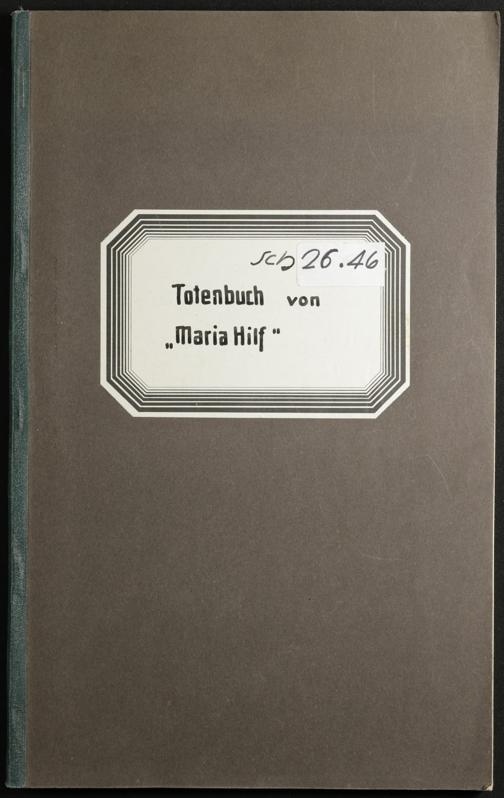 Sch 26.46
Totenbuch von
„Maria Hilf“